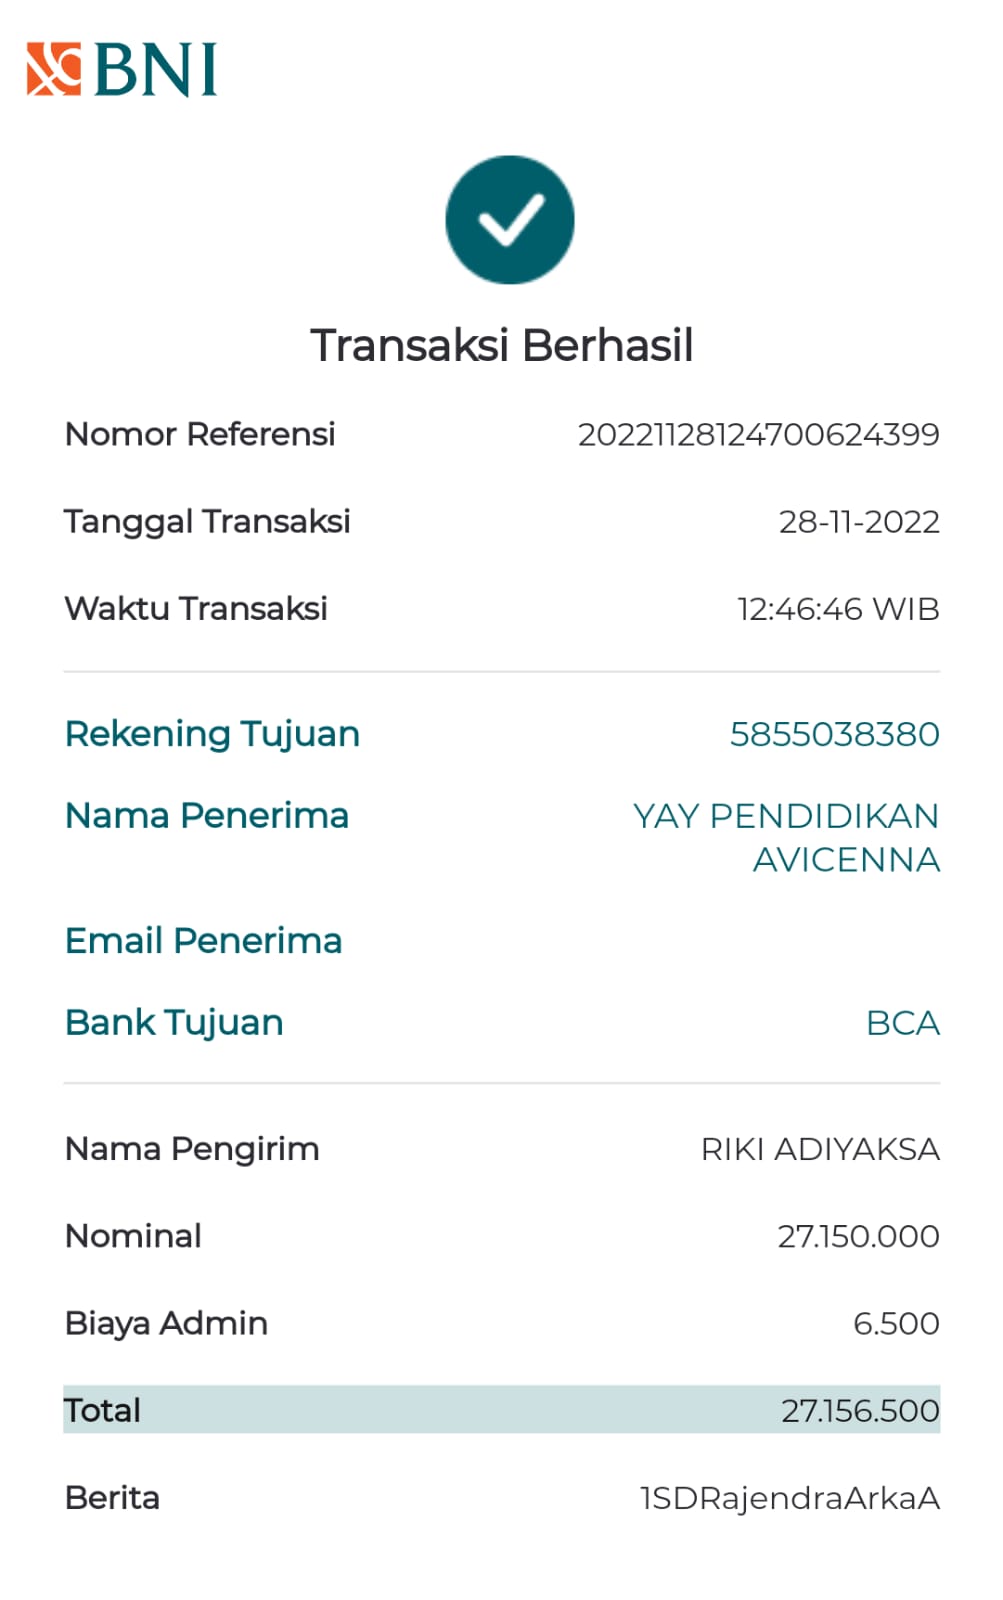 BNI
Transaksi Berhasil
Nomor Referensi 20221128124700624399
Tanggal Transaksi 28-11-2022
Waktu Transaksi 12:46:46 WIB
Rekening Tujuan 5855038380
Nama Penerima YAY PENDIDIKAN
AVICENNA
Email Penerima
Bank Tujuan BCA
Nama Pengirim RIKI ADIYAKSA
Nominal 27.150.000
Biaya Admin 6.500
Total 27.156.500
Berita 1SDRajendraArkaA